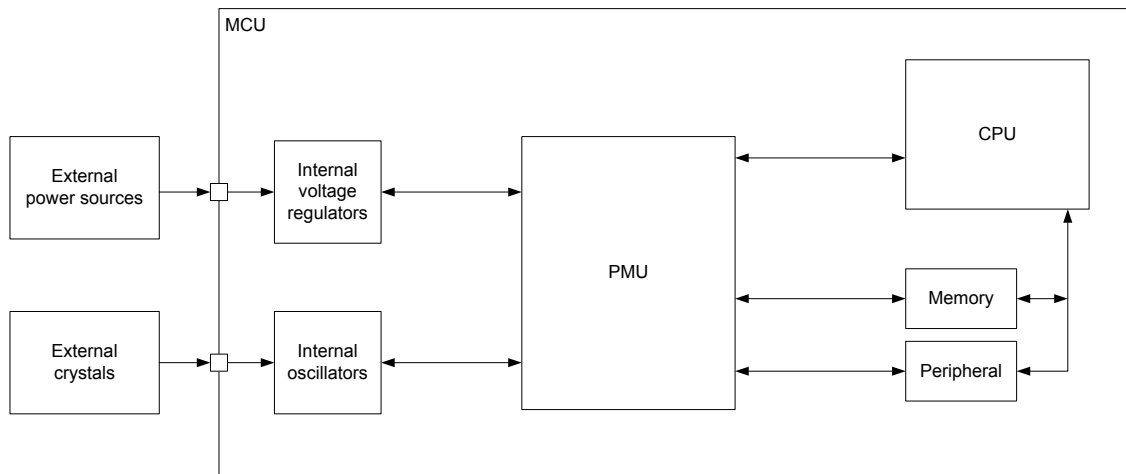 MCU
CPU
External
power sources
Internal
voltage
regulators
PMU
Memory
External
crystals
Internal
oscillators
Peripheral